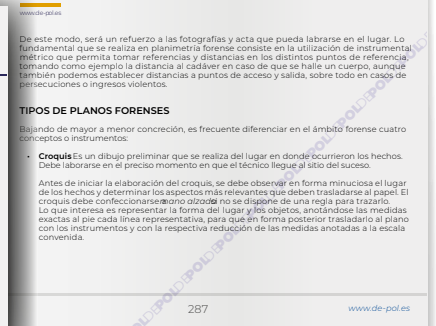 www.de-pol.es
De este modo, será un refuerzo a las fotografías y acta que pueda labrarse en el lugar. Lo
fundamental que se realiza en planimetría forense consiste en la utilización de instrumental
métrico que permita tomar referencias y distancias en los distintos puntos de referencia,
tomando como ejemplo la distancia al cadáver en caso de que se halle un cuerpo, aunque
también podemos establecer distancias a puntos de acceso y salida, sobre todo en casos de
persecuciones o ingresos violentos.
TIPOS DE PLANOS FORENSES
Bajando de mayor a menor concreción, es frecuente diferenciar en el ámbito forense cuatro
conceptos o instrumentos:
• Croquis Es un dibujo preliminar que se realiza del lugar en donde ocurrieron los hechos.
Debe laborarse en el preciso momento en que el técnico llegue al sitio del suceso.
Antes de iniciar la elaboración del croquis, se debe observar en forma minuciosa el lugar
de los hechos y determinar los aspectos más relevantes que deben trasladarse al papel. El
croquis debe confeccionarse mano alzada si no se dispone de una regla para trazarlo.
Lo que interesa es representar la forma del lugar y los objetos, anotándose las medidas
exactas al pie cada línea representativa, para que en forma posterior trasladarlo al plano
con los instrumentos y con la respectiva reducción de las medidas anotadas a la escala
convenida.
287
www.de-pol.es